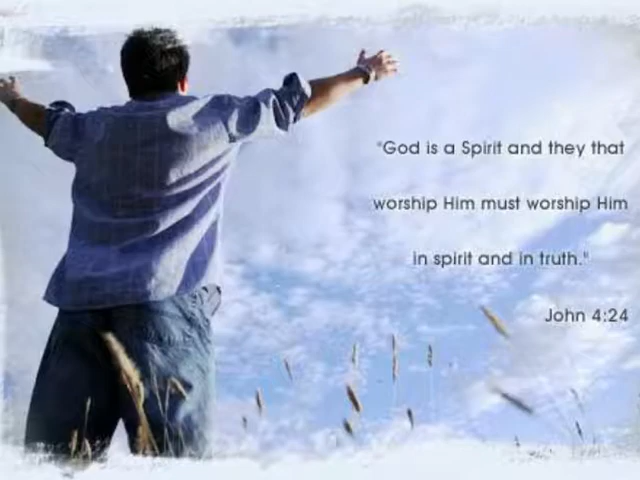 "God is a Spirit and they that
worship Him must worship Him
in spirit and in truth."
John 4:24